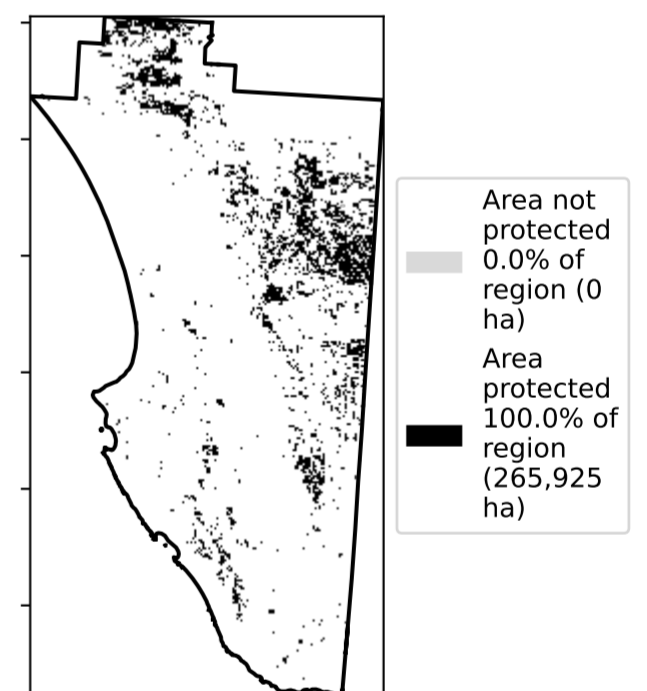 Area not
protected
0.0% of
region (0
ha)
Area
protected
100.0% of
region
(265,925
ha)